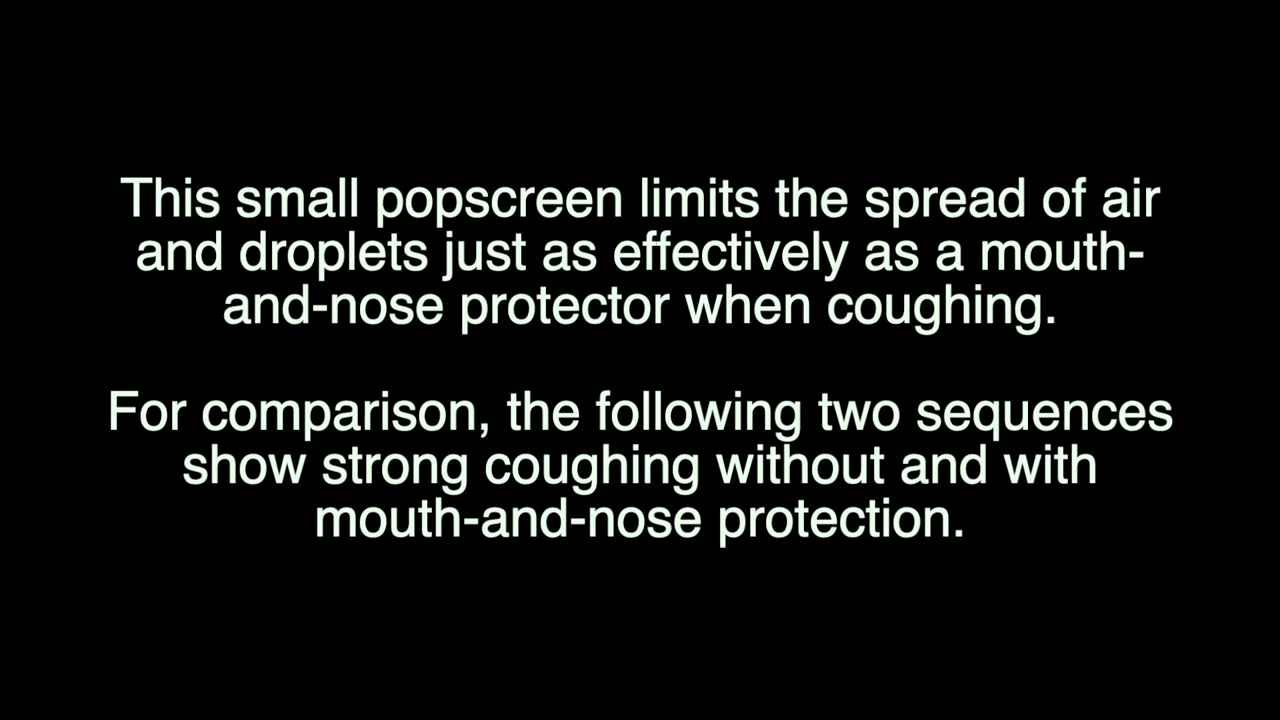 This small popscreen limits the spread of air
and droplets just as effectively as a mouth-
and-nose protector when coughing.
For comparison, the following two sequences
show strong coughing without and with
mouth-and-nose protection.